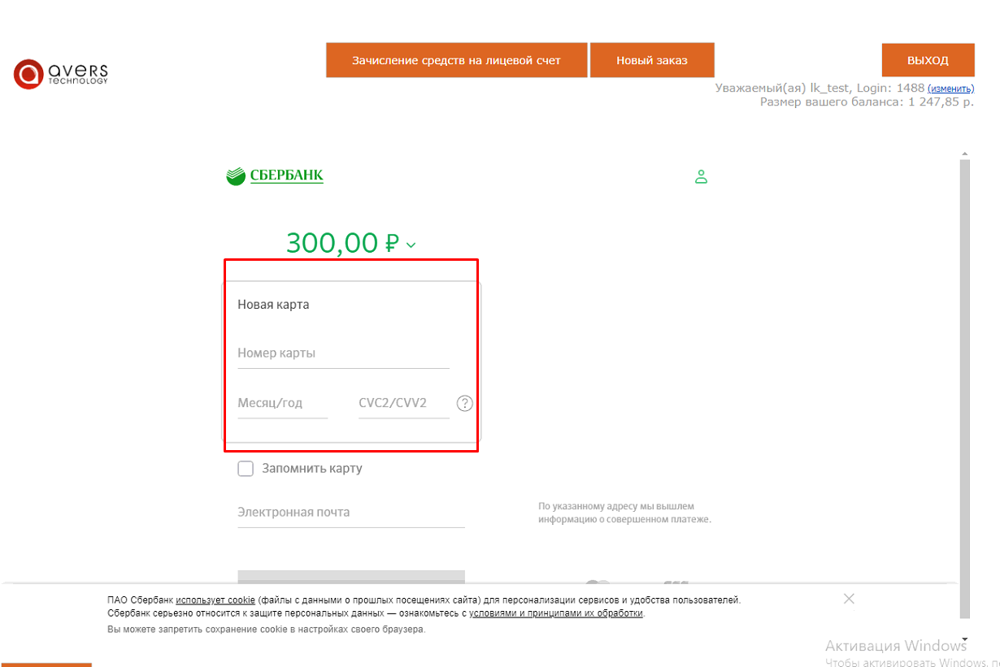 avers
TECHNOLOGY
Зачисление средств на лицевой счет
Новый заказ
ВЫХОД
Уважаемый(ая) lk_test, Login: 1488 (изменить)
Размер вашего баланса: 1 247,85 р.
СБЕРБАНК
300,00 ₽
Новая карта
Номер карты
Месяц/год
CVC2/CVV2
?
Запомнить карту
Электронная почта
По указанному адресу мы вышлем
информацию о совершенном платеже.
ПАО Сбербанк использует cookie (файлы с данными о прошлых посещениях сайта) для персонализации сервисов и удобства пользователей.
Сбербанк серьезно относится к защите персональных данных — ознакомьтесь с условиями и принципами их обработки.
Вы можете запретить сохранение cookie в настройках своего браузера.
Активация Windows
Чтобы активировать Windows,